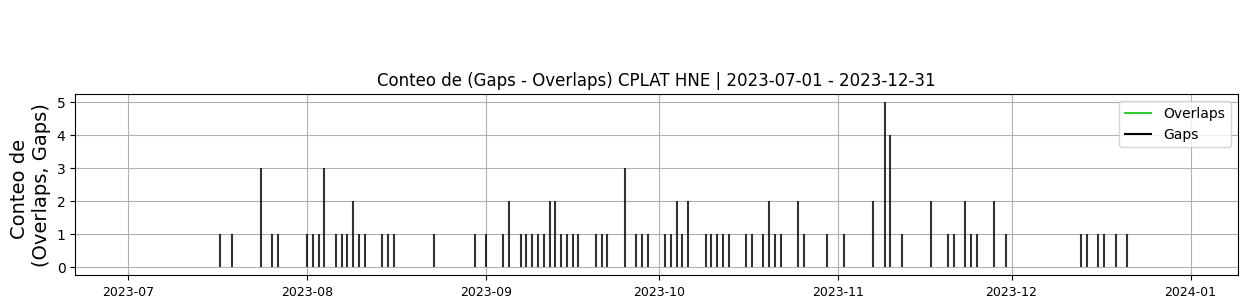 Conteo de (Gaps - Overlaps) CPLAT HNE | 2023-07-01 - 2023-12-31
Conteo de
(Overlaps, Gaps)
5
4
3
2
1
0
Overlaps
Gaps
2023-07
2023-08
2023-09
2023-10
2023-11
2023-12
2024-01